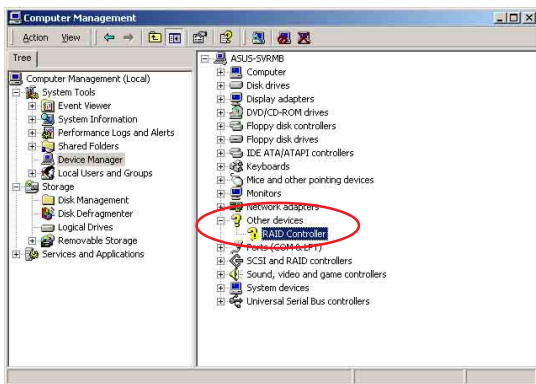 Computer Management
Action View
Tree
Computer Management (Local)
System Tools
Event Viewer
System Information
Performance Logs and Alerts
Shared Folders
Device Manager
Local Users and Groups
Storage
Disk Management
Disk Defragmenter
Logical Drives
Removable Storage
Services and Applications
ASUS-SVRMB
Computer
Disk drives
Display adapters
DVD/CD-ROM drives
Floppy disk controllers
Floppy disk drives
IDE ATA/ATAPI controllers
Keyboards
Mice and other pointing devices
Monitors
Network adapters
Other devices
RAID Controller
Ports (COM & LPT)
SCSI and RAID controllers
Sound, video and game controllers
System devices
Universal Serial Bus controllers